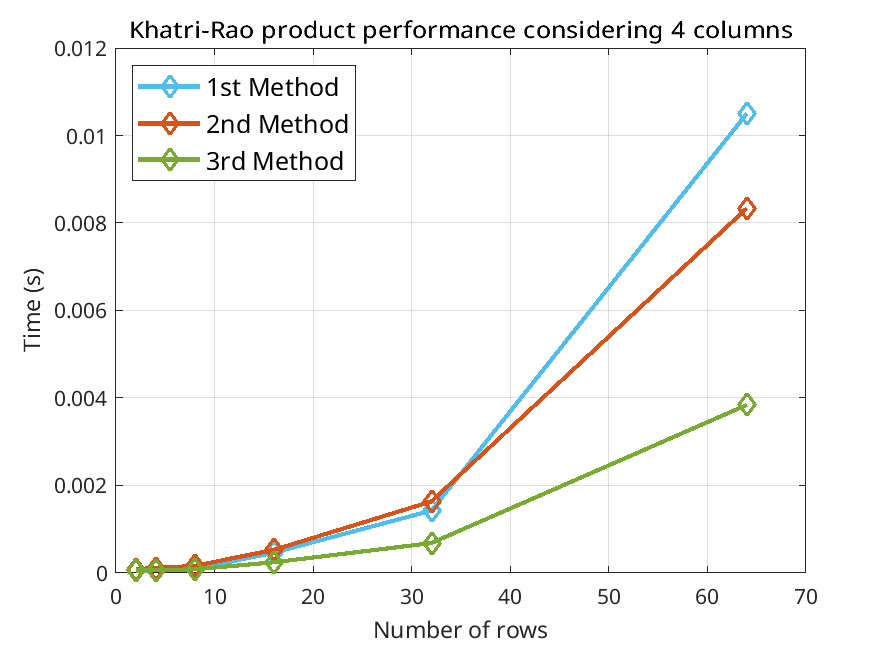 Khatri-Rao product performance considering 4 columns
0.012
0.01
0.008
0.006
0.004
0.002
0
1st Method
2nd Method
3rd Method
Time (s)
0 10 20 30 40 50 60 70
Number of rows